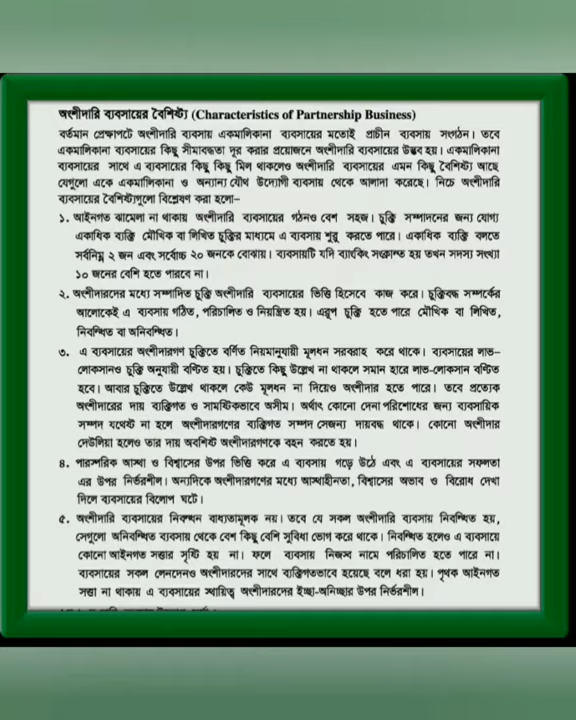 অংশীদারি ব্যবসায়ের বৈশিষ্ট্য (Characteristics of Partnership Business)
বর্তমান প্রেক্ষাপটে অংশীদারি ব্যবসায় একমালিকানা ব্যবসায়ের মতোই প্রাচীন ব্যবসায় সংগঠন। তবে
একমালিকানা ব্যবসায়ের কিছু সীমাবদ্ধতা দূর করার প্রয়োজনে অংশীদারি ব্যবসায়ের উদ্ভব হয়। একমালিকানা
ব্যবসায়ের সাথে এ ব্যবসায়ের কিছু কিছু মিল থাকলেও অংশীদারি ব্যবসায়ের এমন কিছু বৈশিষ্ট্য আছে
যেগুলো একে একমালিকানা ও অন্যান্য যৌথ উদ্যোগী ব্যবসায় থেকে আলাদা করেছে। নিচে অংশীদারি
ব্যবসায়ের বৈশিষ্ট্যগুলো বিশ্লেষণ করা হলো–
১. আইনগত ঝামেলা না থাকায় অংশীদারি ব্যবসায়ের গঠনও বেশ সহজ। চুক্তি সম্পাদনের জন্য যোগ্য
একাধিক ব্যক্তি মৌখিক বা লিখিত চুক্তির মাধ্যমে এ ব্যবসায় শুরু করতে পারে। একাধিক ব্যক্তি বলতে
সর্বনিম্ন ২ জন এবং সর্বোচ্চ ২০ জনকে বোঝায়। ব্যবসায়টি যদি ব্যাংকিং সংক্রান্ত হয় তখন সদস্য সংখ্যা
১০ জনের বেশি হতে পারবে না।
২. অংশীদারদের মধ্যে সম্পাদিত চুক্তি অংশীদারি ব্যবসায়ের ভিত্তি হিসেবে কাজ করে। চুক্তিবদ্ধ সম্পর্কের
আলোকেই এ ব্যবসায় গঠিত, পরিচালিত ও নিয়ন্ত্রিত হয়। এরূপ চুক্তি হতে পারে মৌখিক বা লিখিত,
নিবন্ধিত বা অনিবন্ধিত।
৩. এ ব্যবসায়ের অংশীদারগণ চুক্তিতে বর্ণিত নিয়মানুযায়ী মূলধন সরবরাহ করে থাকে। ব্যবসায়ের লাভ–
লোকসানও চুক্তি অনুযায়ী বণ্টিত হয়। চুক্তিতে কিছু উল্লেখ না থাকলে সমান হারে লাভ-লোকসান বণ্টিত
হবে। আবার চুক্তিতে উল্লেখ থাকলে কেউ মূলধন না দিয়েও অংশীদার হতে পারে। তবে প্রত্যেক
অংশীদারের দায় ব্যক্তিগত ও সামষ্টিকভাবে অসীম। অর্থাৎ কোনো দেনা পরিশোধের জন্য ব্যবসায়িক
সম্পদ যথেষ্ট না হলে অংশীদারগণের ব্যক্তিগত সম্পদ সেজন্য দায়বদ্ধ থাকে। কোনো অংশীদার
দেউলিয়া হলেও তার দায় অবশিষ্ট অংশীদারগণকে বহন করতে হয়।
৪. পারস্পরিক আস্থা ও বিশ্বাসের উপর ভিত্তি করে এ ব্যবসায় গড়ে উঠে এবং এ ব্যবসায়ের সফলতা
এর উপর নির্ভরশীল। অন্যদিকে অংশীদারগণের মধ্যে আস্থাহীনতা, বিশ্বাসের অভাব ও বিরোধ দেখা
দিলে ব্যবসায়ের বিলোপ ঘটে।
৫. অংশীদারি ব্যবসায়ের নিবন্ধন বাধ্যতামূলক নয়। তবে যে সকল অংশীদারি ব্যবসায় নিবন্ধিত হয়,
সেগুলো অনিবন্ধিত ব্যবসায় থেকে বেশ কিছু বেশি সুবিধা ভোগ করে থাকে। নিবন্ধিত হলেও এ ব্যবসায়ে
কোনো আইনগত সত্তার সৃষ্টি হয় না। ফলে ব্যবসায় নিজস্ব নামে পরিচালিত হতে পারে না।
ব্যবসায়ের সকল লেনদেনও অংশীদারদের সাথে ব্যক্তিগতভাবে হয়েছে বলে ধরা হয়। পৃথক আইনগত
সত্তা না থাকায় এ ব্যবসায়ের স্থায়িত্ব অংশীদারদের ইচ্ছা-অনিচ্ছার উপর নির্ভরশীল।